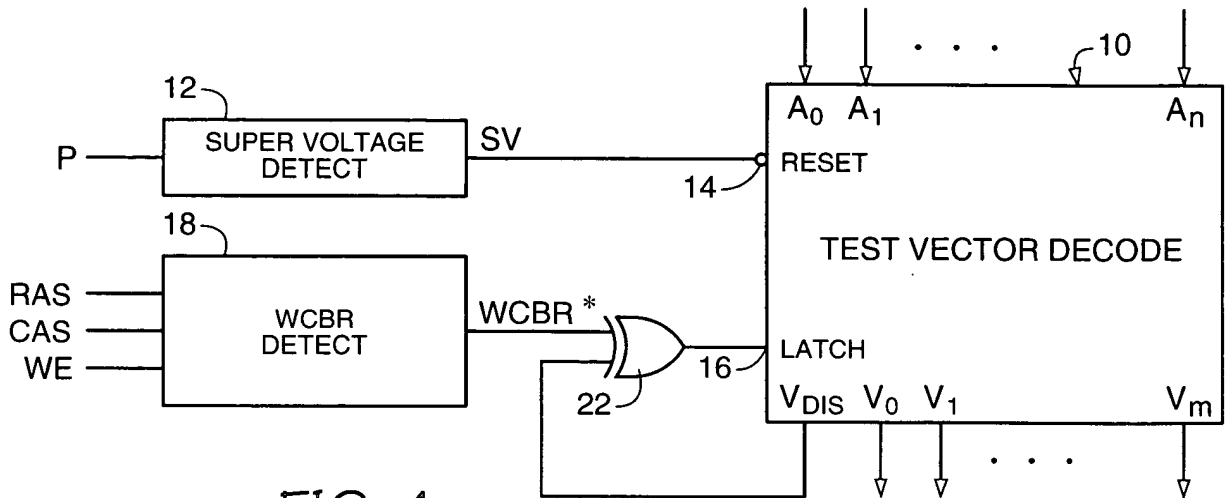 10
12
A0 A1 An
P
SUPER VOLTAGE
DETECT
SV
14
RESET
18
TEST VECTOR DECODE
RAS
CAS
WE
WCBR
DETECT
WCBR *
22
16
LATCH
VDIS V0 V1 Vm